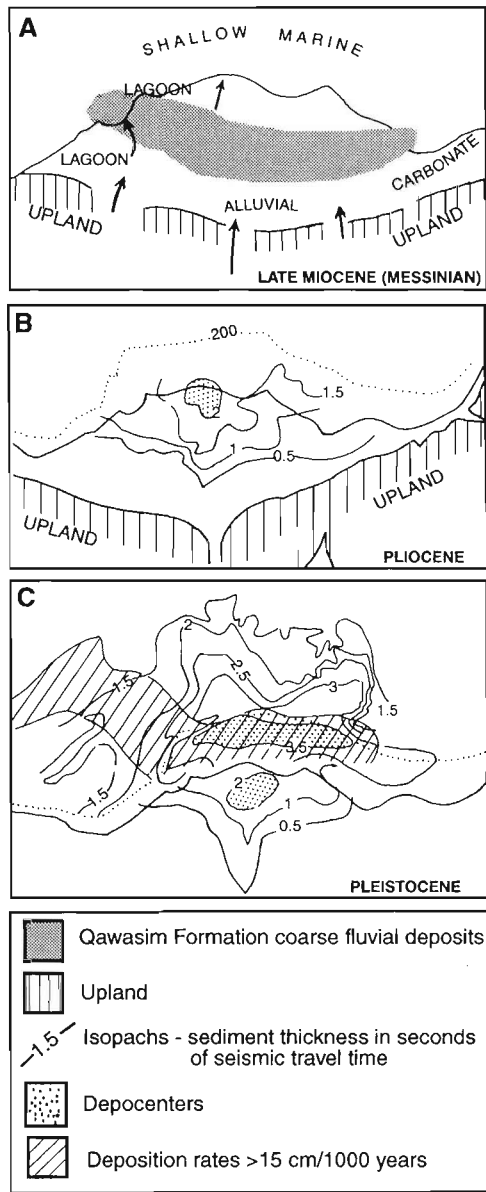 A
SHALLOW MARINE
LAGOON
LAGOON
CARBONATE
ALLUVIAL
UPLAND
UPLAND
LATE MIOCENE (MESSINIAN)
B
200
1.5
1
0.5
UPLAND
UPLAND
PLIOCENE
C
2
2.5
3
1.5
1.5
3.5
1.5
2
1
0.5
PLEISTOCENE
Qawasim Formation coarse fluvial deposits
Upland
1.5 Isopachs - sediment thickness in seconds
of seismic travel time
Depocenters
Deposition rates >15 cm/1000 years